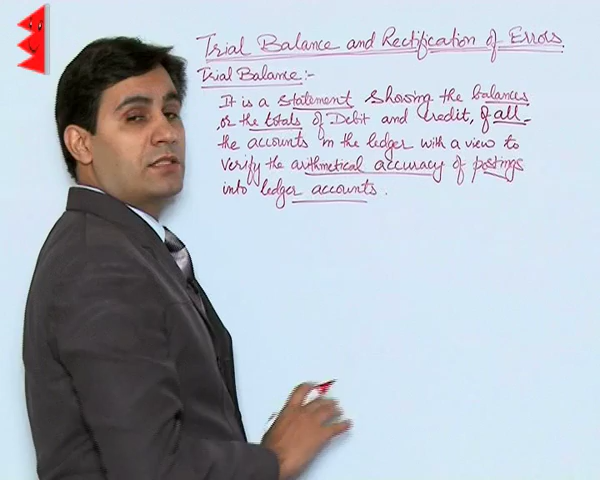 Trial Balance and Rectification of Errors
Trial Balance:-
It is a statement showing the balances
or the totals of Debit and Credit, of all
the accounts in the ledger with a view to
verify the arithmetical accuracy of postings
into ledger accounts.